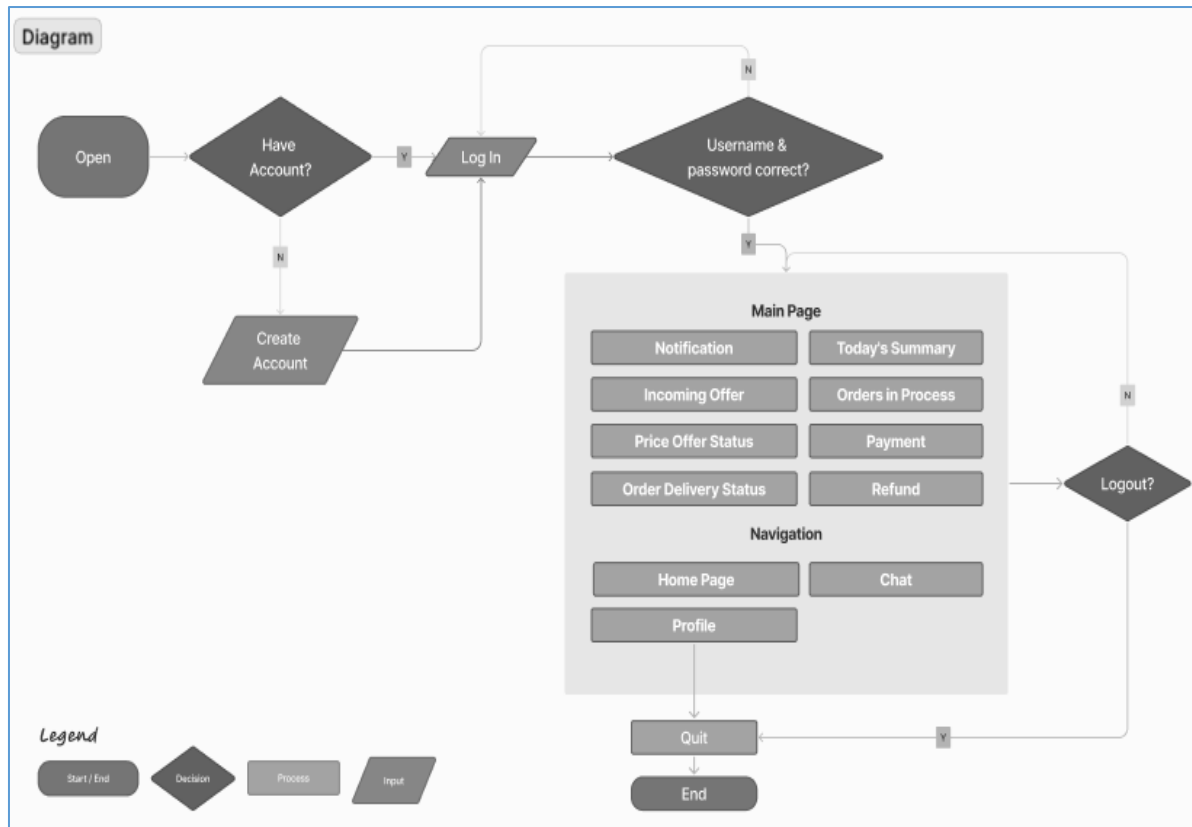 Diagram
N
Open
Have
Account?
Y
Log In
Username &
password correct?
Y
N
Create
Account
Main Page
Notification
Today's Summary
Incoming Offer
Orders in Process
N
Price Offer Status
Payment
Order Delivery Status
Refund
Logout?
Navigation
Home Page
Chat
Profile
Quit
Y
End
Legend
Start / End
Decision
Process
Input